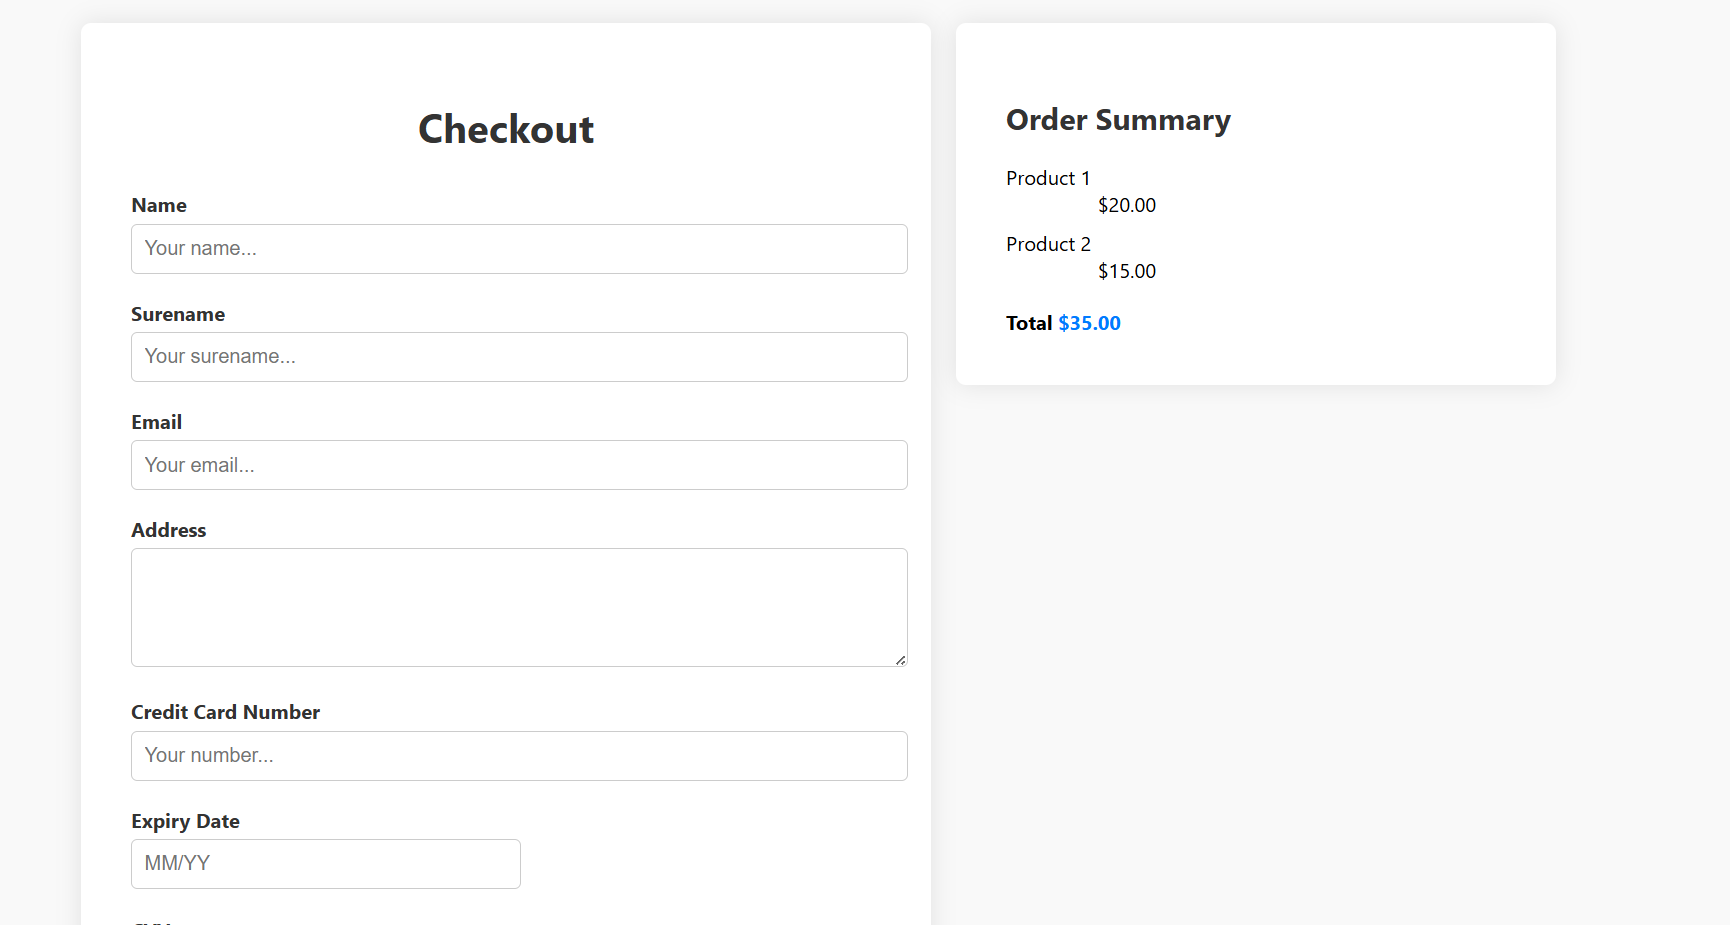 Checkout
Name
Your name...
Surename
Your surename...
Email
Your email...
Address
Credit Card Number
Your number...
Expiry Date
MM/YY
Order Summary
Product 1
$20.00
Product 2
$15.00
Total $35.00